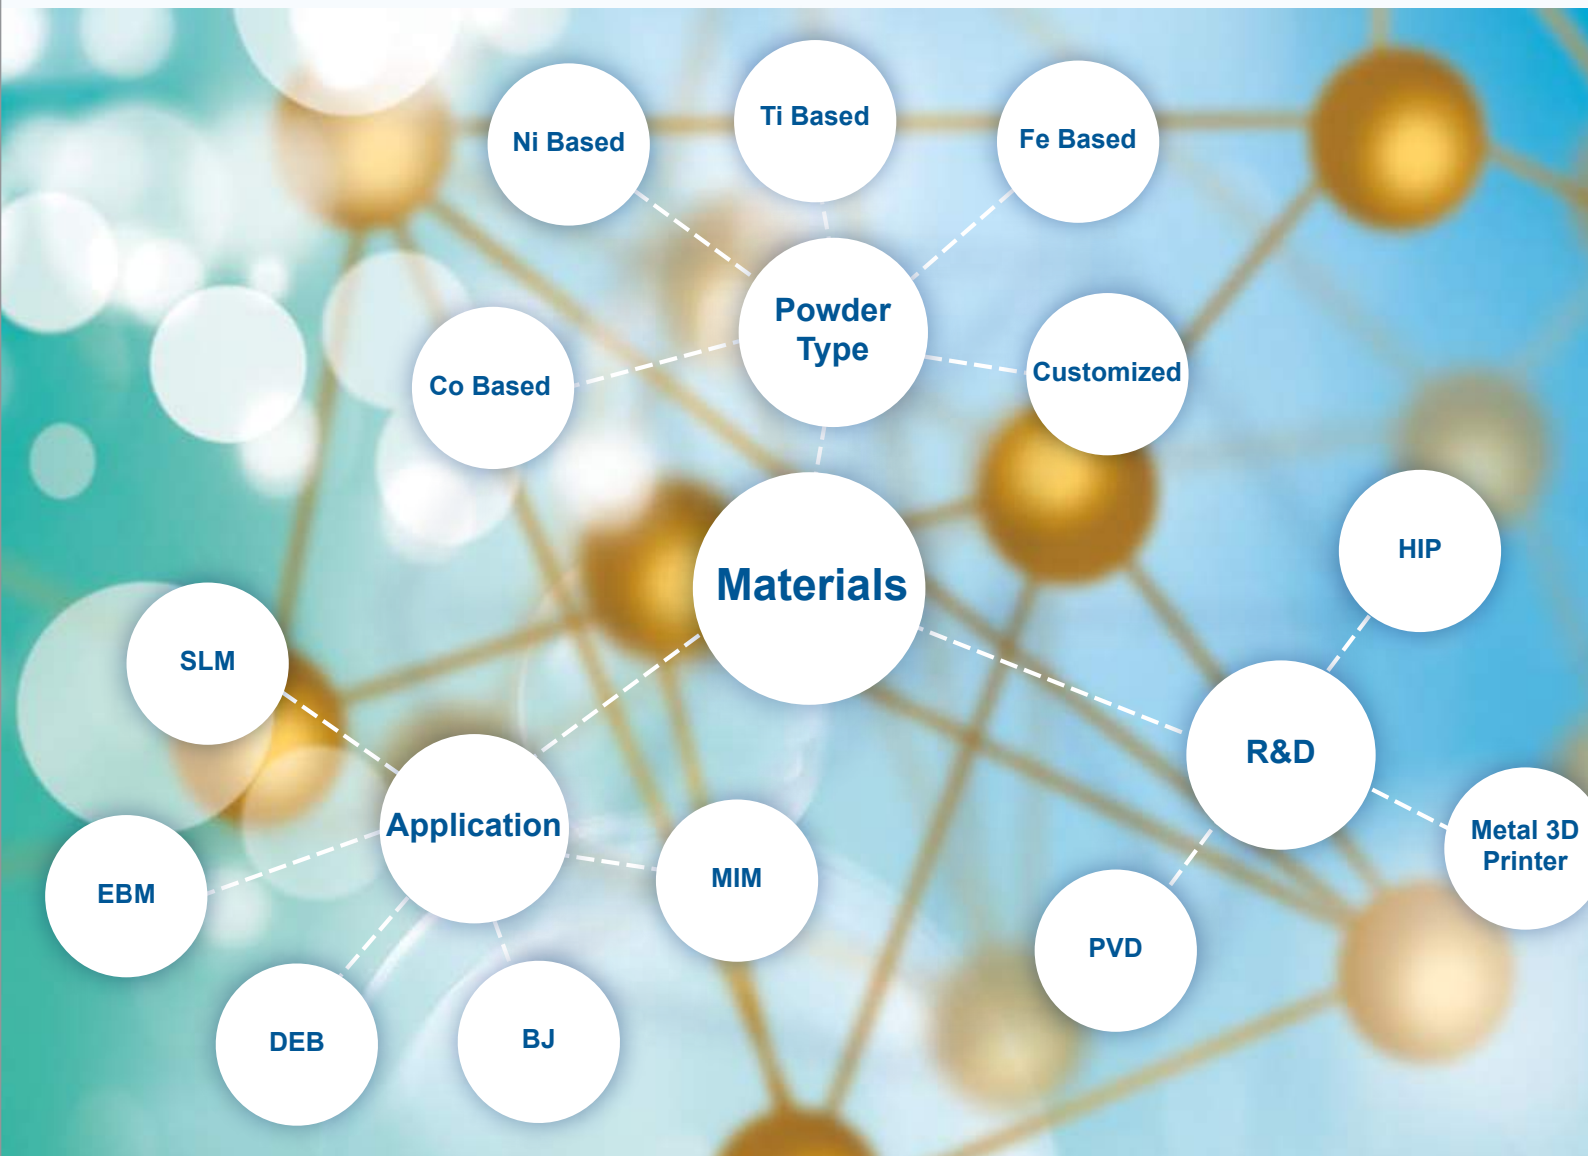 Ti Based
Ni Based
Fe Based
Powder
Type
Customized
Co Based
HIP
Materials
SLM
R&D
Application
Metal 3D
Printer
MIM
EBM
PVD
DEB
BJ